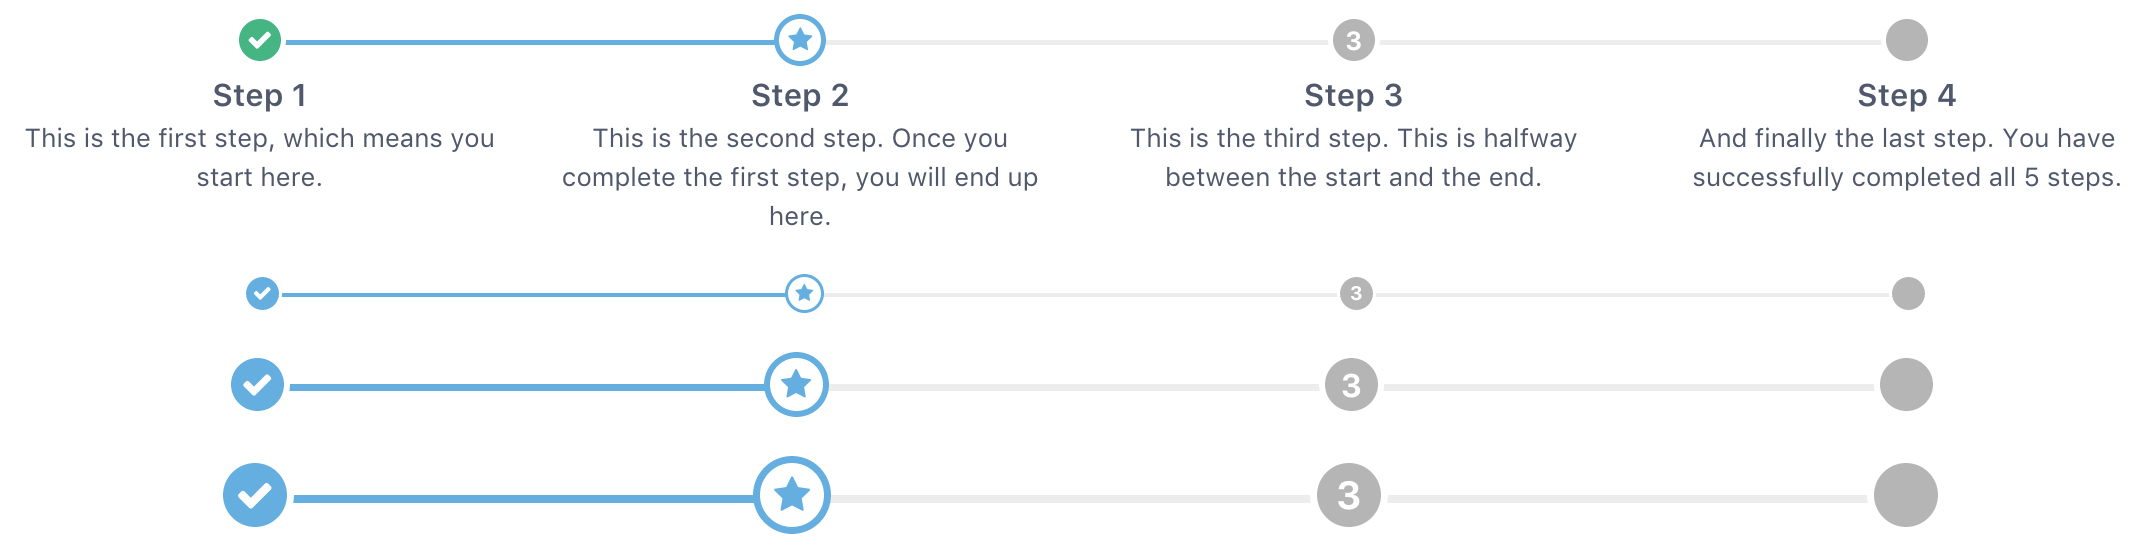 3
Step 1
This is the first step, which means you
start here.
Step 2
This is the second step. Once you
complete the first step, you will end up
here.
Step 3
This is the third step. This is halfway
between the start and the end.
Step 4
And finally the last step. You have
successfully completed all 5 steps.
3
3
3